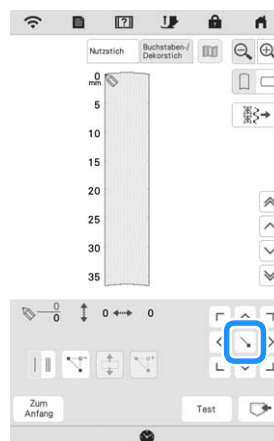 Nutzstich
Buchstaben-/
Dekorstich
0
mm
5
10
15
20
25
30
35
0
0
0
0
Zum
Anfang
Test